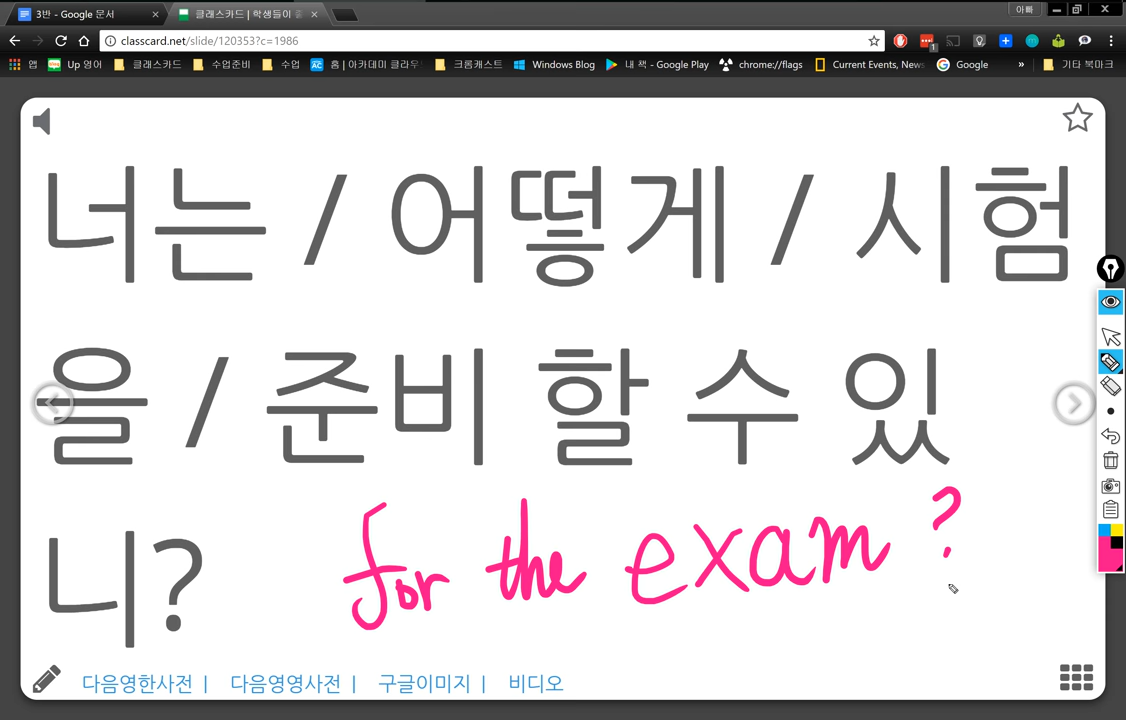 3반 - Google 문서
클래스카드 | 학생들이 좋
아빠
classcard.net/slide/120353?c=1986
1
앱 Up 영어 클래스카드 수업준비 수업 홈 | 아카데미 클라우 크롬캐스트 Windows Blog 내 책 - Google Play chrome://flags Current Events, News Google » 기타 북마크
너는 / 어떻게 / 시험
을 / 준비 할 수 있
니?
for the exam ?
다음영한사전 | 다음영영사전 | 구글이미지 | 비디오